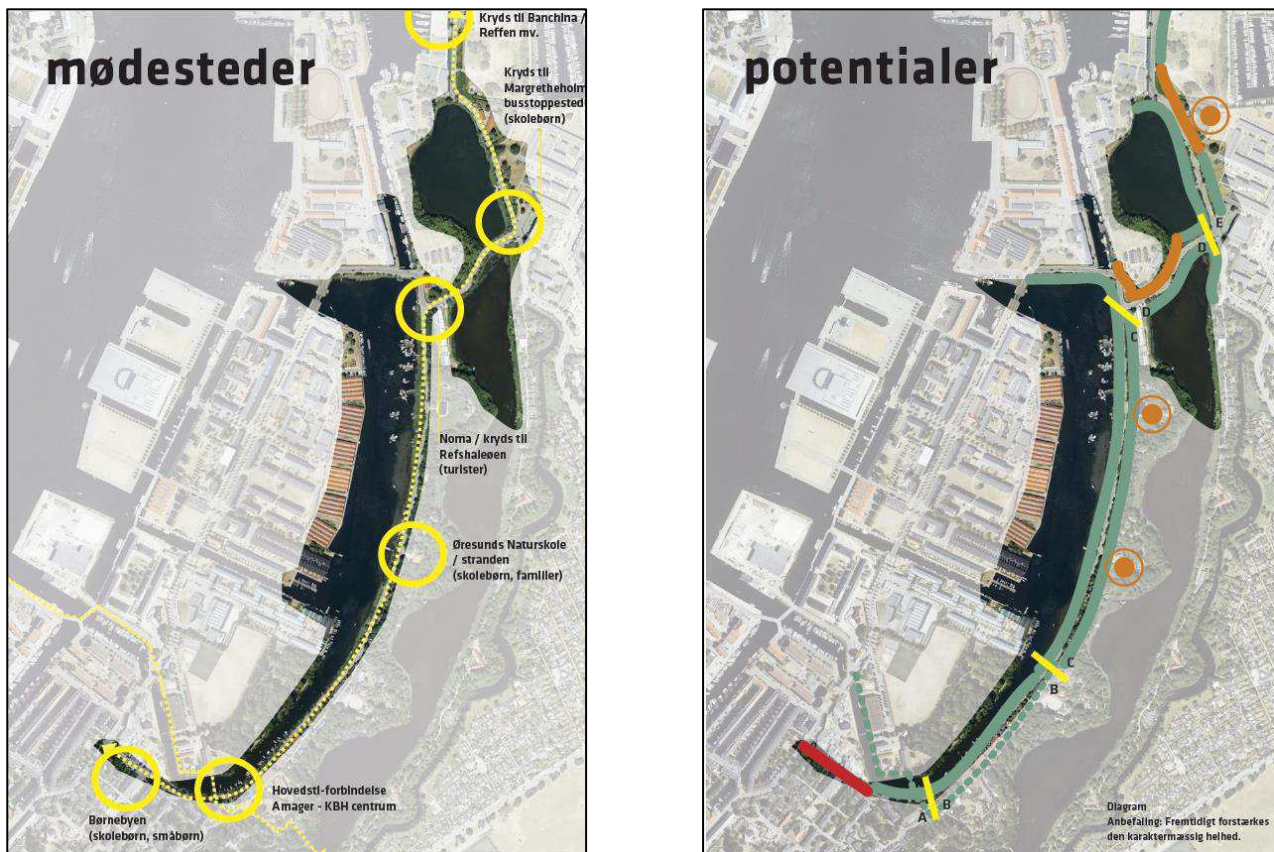 mødesteder
Kryds til Banchina /
Reffen mv.
Kryds til
Margretheholm
busstoppested
(skolebørn)
Noma / kryds til
Refshaleøen
(turister)
Øresunds Naturskole
/ stranden
(skolebørn, familier)
Hovedsti-forbindelse
Amager - KBH centrum
Børnebyen
(skolebørn, småbørn)
potentialer
E
D
D
C
C
B
B
A
Diagram
Anbefaling: Fremtidigt forstærkes
den karaktermæssig helhed.